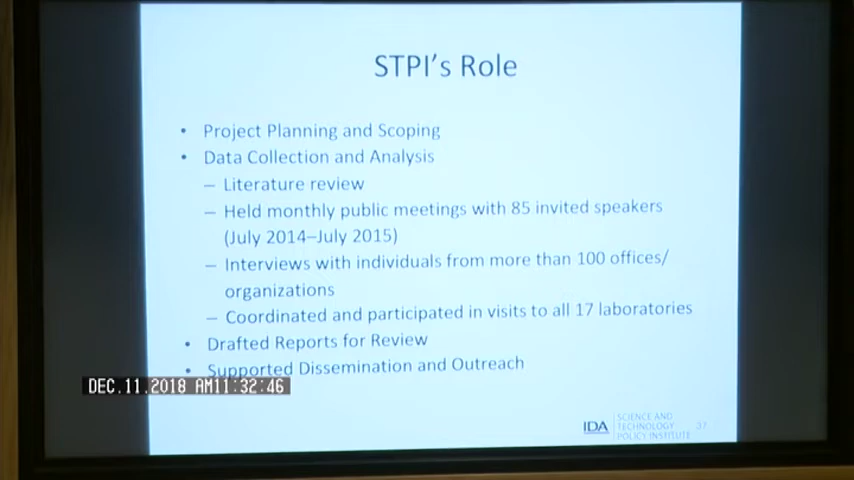 STPI's Role
• Project Planning and Scoping
• Data Collection and Analysis
– Literature review
– Held monthly public meetings with 85 invited speakers
(July 2014–July 2015)
– Interviews with individuals from more than 100 offices/
organizations
– Coordinated and participated in visits to all 17 laboratories
• Drafted Reports for Review
• Supported Dissemination and Outreach
DEC.11.2018 AM11:32:46
IDA
SCIENCE AND
TECHNOLOGY
POLICY INSTITUTE
37